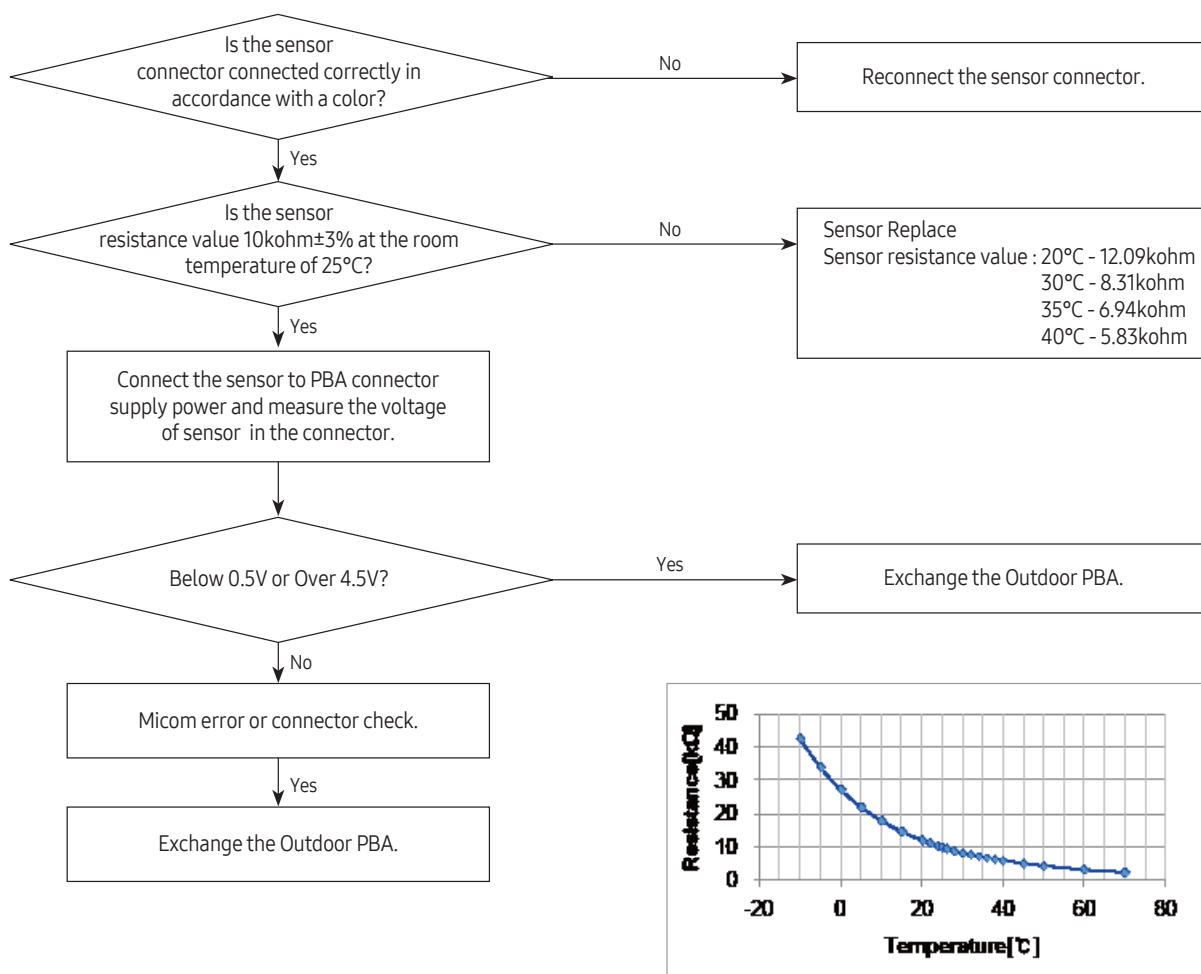 Is the sensor
connector connected correctly in
accordance with a color?
No
Reconnect the sensor connector.
Yes
Is the sensor
resistance value 10kohm±3% at the room
temperature of 25°C?
No
Sensor Replace
Sensor resistance value : 20°C - 12.09kohm
30°C - 8.31kohm
35°C - 6.94kohm
40°C - 5.83kohm
Yes
Connect the sensor to PBA connector
supply power and measure the voltage
of sensor in the connector.
Below 0.5V or Over 4.5V?
Yes
Exchange the Outdoor PBA.
No
Micom error or connector check.
Yes
Exchange the Outdoor PBA.
Resistance[kΩ]
50
40
30
20
10
0
-20 0 20 40 60 80
Temperature[℃]